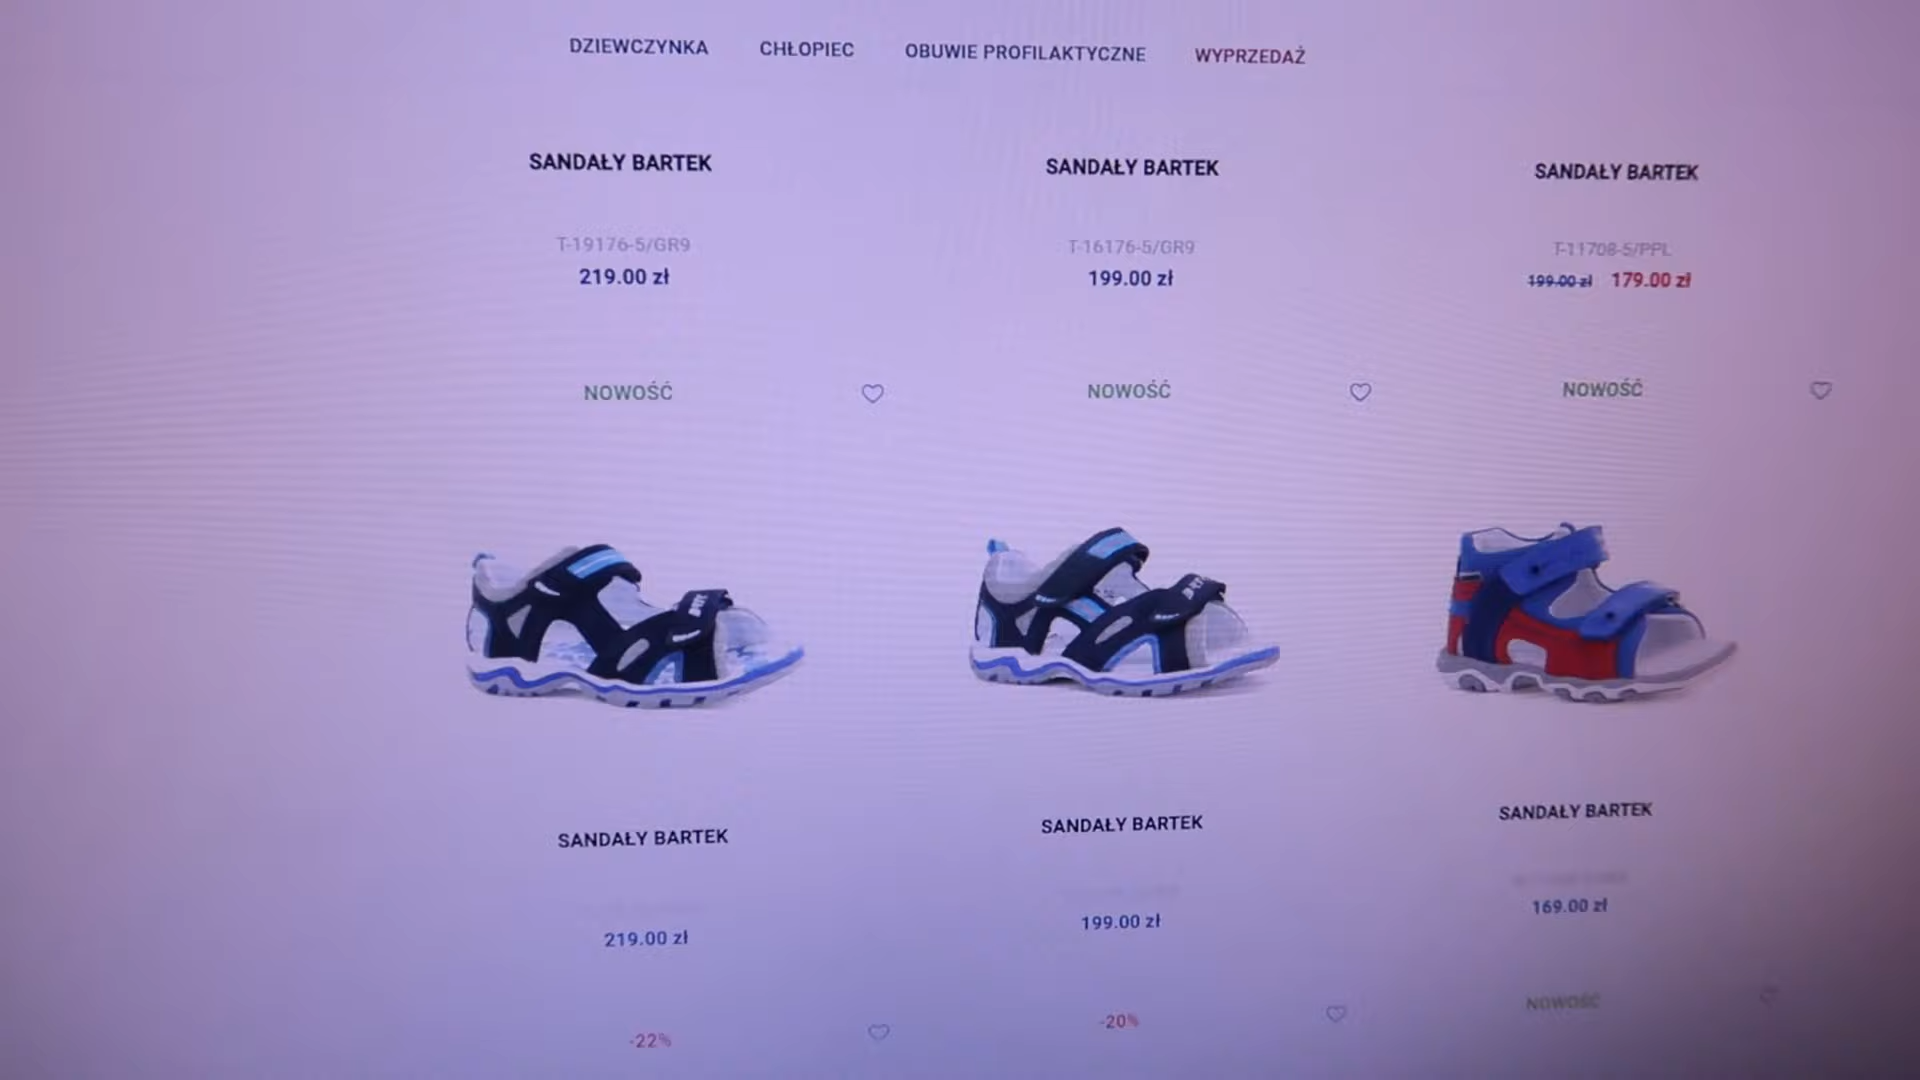 DZIEWCZYNKA CHŁOPIEC OBUWIE PROFILAKTYCZNE WYPRZEDAŻ
SANDAŁY BARTEK SANDAŁY BARTEK SANDAŁY BARTEK
T-19176-5/GR9 T-16176-5/GR9 T-11708-5/PPL
219.00 zł 199.00 zł 199.00 zł 179.00 zł
NOWOŚĆ NOWOŚĆ NOWOŚĆ
SANDAŁY BARTEK SANDAŁY BARTEK SANDAŁY BARTEK
219.00 zł 199.00 zł 169.00 zł
-22% -20% NOWOŚĆ